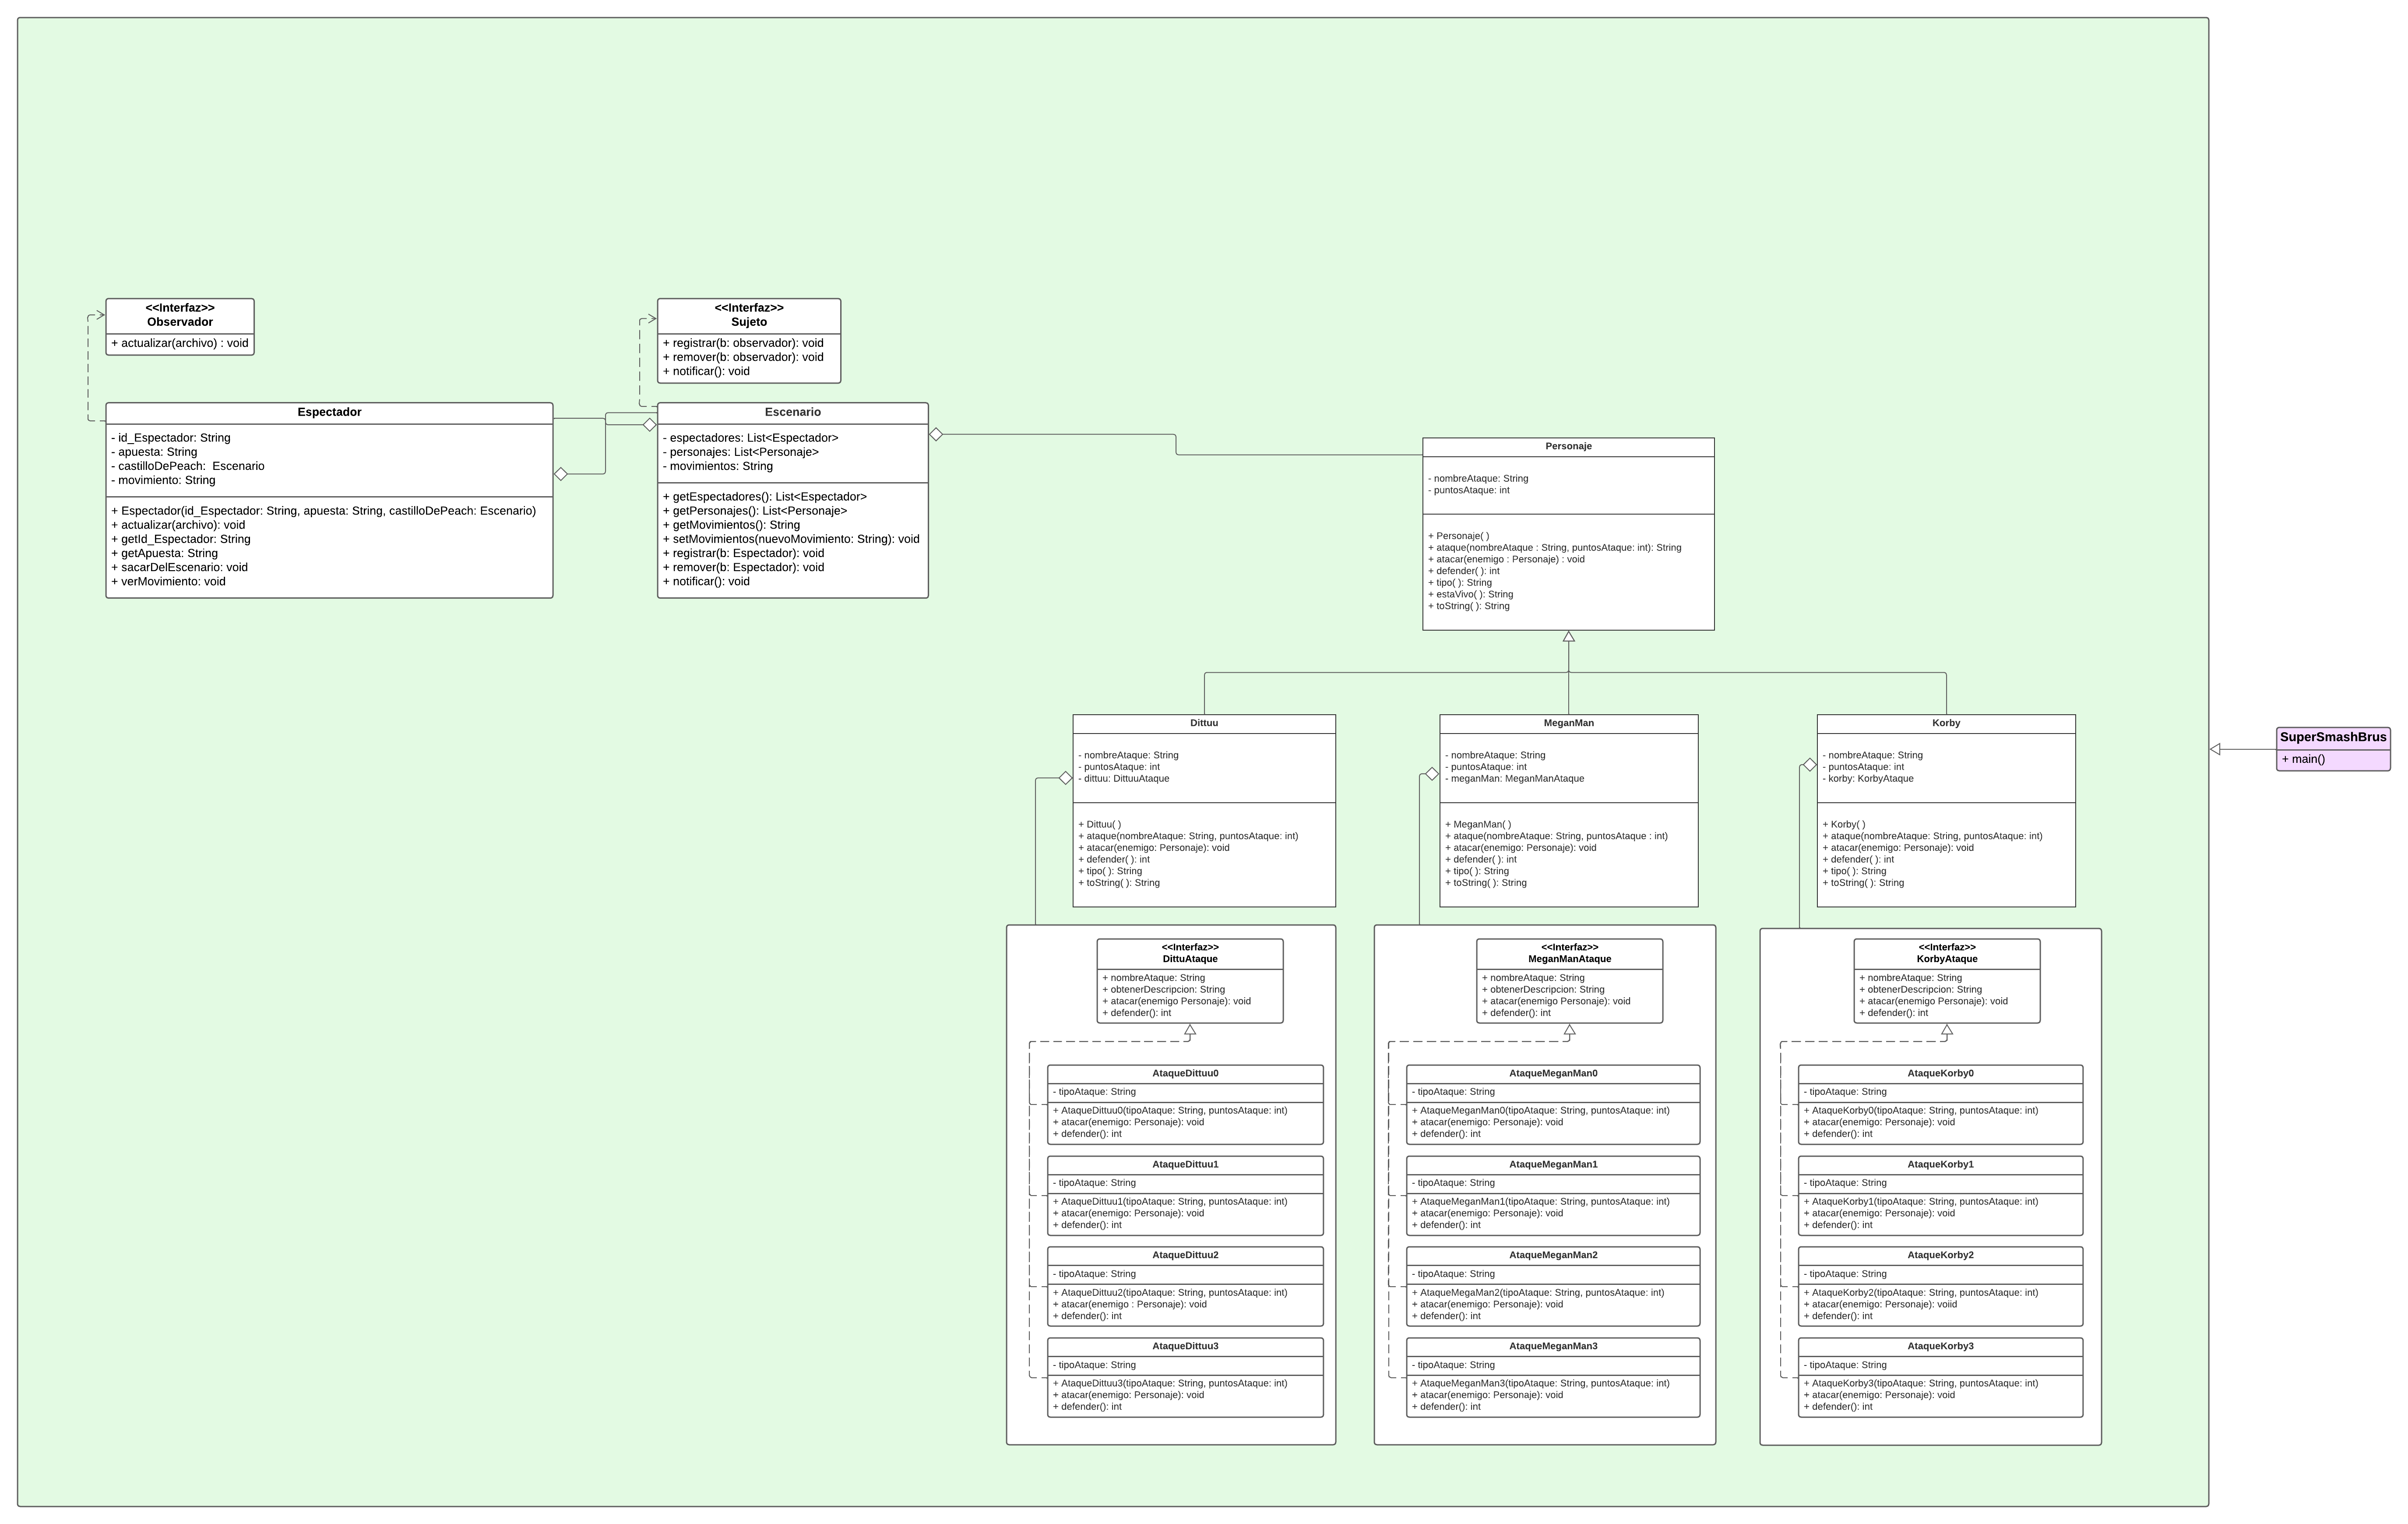 <<Interfaz>>
Observador
+ actualizar(archivo) : void
<<Interfaz>>
Sujeto
+ registrar(b: observador): void
+ remover(b: observador): void
+ notificar(): void
Espectador
- id_Espectador: String
- apuesta: String
- castilloDePeach:  Escenario
- movimiento: String
+ Espectador(id_Espectador: String, apuesta: String, castilloDePeach: Escenario)
+ actualizar(archivo): void
+ getId_Espectador: String
+ getApuesta: String
+ sacarDelEscenario: void
+ verMovimiento: void
Escenario
- espectadores: List<Espectador>
- personajes: List<Personaje>
- movimientos: String
+ getEspectadores(): List<Espectador>
+ getPersonajes(): List<Personaje>
+ getMovimientos(): String
+ setMovimientos(nuevoMovimiento: String): void
+ registrar(b: Espectador): void
+ remover(b: Espectador): void
+ notificar(): void
Personaje
- nombreAtaque: String
- puntosAtaque: int
+ Personaje( )
+ ataque(nombreAtaque : String, puntosAtaque: int): String
+ atacar(enemigo : Personaje) : void
+ defender( ): int
+ tipo( ): String
+ estaVivo( ): String
+ toString( ): String
Dittuu
- nombreAtaque: String
- puntosAtaque: int
- dittuu: DittuuAtaque
+ Dittuu( )
+ ataque(nombreAtaque: String, puntosAtaque: int)
+ atacar(enemigo: Personaje): void
+ defender( ): int
+ tipo( ): String
+ toString( ): String
MeganMan
- nombreAtaque: String
- puntosAtaque: int
- meganMan: MeganManAtaque
+ MeganMan( )
+ ataque(nombreAtaque: String, puntosAtaque : int)
+ atacar(enemigo: Personaje): void
+ defender( ): int
+ tipo( ): String
+ toString( ): String
Korby
- nombreAtaque: String
- puntosAtaque: int
- korby: KorbyAtaque
+ Korby( )
+ ataque(nombreAtaque: String, puntosAtaque: int)
+ atacar(enemigo: Personaje): void
+ defender( ): int
+ tipo( ): String
+ toString( ): String
SuperSmashBrus
+ main()
<<Interfaz>>
DittuAtaque
+ nombreAtaque: String
+ obtenerDescripcion: String
+ atacar(enemigo Personaje): void
+ defender(): int
AtaqueDittuu0
- tipoAtaque: String
+ AtaqueDittuu0(tipoAtaque: String, puntosAtaque: int)
+ atacar(enemigo: Personaje): void
+ defender(): int
AtaqueDittuu1
- tipoAtaque: String
+ AtaqueDittuu1(tipoAtaque: String, puntosAtaque: int)
+ atacar(enemigo: Personaje): void
+ defender(): int
AtaqueDittuu2
- tipoAtaque: String
+ AtaqueDittuu2(tipoAtaque: String, puntosAtaque: int)
+ atacar(enemigo : Personaje): void
+ defender(): int
AtaqueDittuu3
- tipoAtaque: String
+ AtaqueDittuu3(tipoAtaque: String, puntosAtaque: int)
+ atacar(enemigo: Personaje): void
+ defender(): int
<<Interfaz>>
MeganManAtaque
+ nombreAtaque: String
+ obtenerDescripcion: String
+ atacar(enemigo Personaje): void
+ defender(): int
AtaqueMeganMan0
- tipoAtaque: String
+ AtaqueMeganMan0(tipoAtaque: String, puntosAtaque: int)
+ atacar(enemigo: Personaje): void
+ defender(): int
AtaqueMeganMan1
- tipoAtaque: String
+ AtaqueMeganMan1(tipoAtaque: String, puntosAtaque: int)
+ atacar(enemigo: Personaje): void
+ defender(): int
AtaqueMeganMan2
- tipoAtaque: String
+ AtaqueMegaMan2(tipoAtaque: String, puntosAtaque: int)
+ atacar(enemigo: Personaje): void
+ defender(): int
AtaqueMeganMan3
- tipoAtaque: String
+ AtaqueMeganMan3(tipoAtaque: String, puntosAtaque: int)
+ atacar(enemigo: Personaje): void
+ defender(): int
<<Interfaz>>
KorbyAtaque
+ nombreAtaque: String
+ obtenerDescripcion: String
+ atacar(enemigo Personaje): void
+ defender(): int
AtaqueKorby0
- tipoAtaque: String
+ AtaqueKorby0(tipoAtaque: String, puntosAtaque: int)
+ atacar(enemigo: Personaje): void
+ defender(): int
AtaqueKorby1
- tipoAtaque: String
+ AtaqueKorby1(tipoAtaque: String, puntosAtaque: int)
+ atacar(enemigo: Personaje): void
+ defender(): int
AtaqueKorby2
- tipoAtaque: String
+ AtaqueKorby2(tipoAtaque: String, puntosAtaque: int)
+ atacar(enemigo: Personaje): voiid
+ defender(): int
AtaqueKorby3
- tipoAtaque: String
+ AtaqueKorby3(tipoAtaque: String, puntosAtaque: int)
+ atacar(enemigo: Personaje): void
+ defender(): int